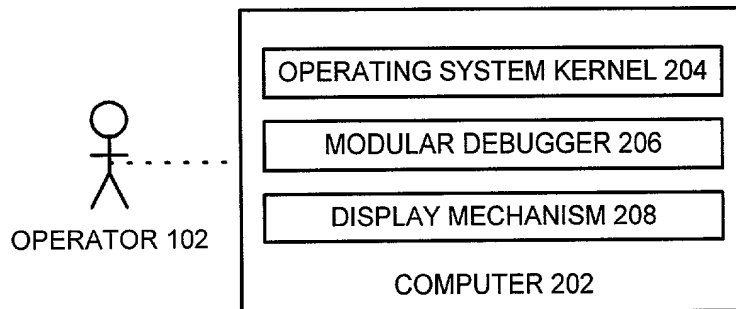 OPERATING SYSTEM KERNEL 204
MODULAR DEBUGGER 206
DISPLAY MECHANISM 208
OPERATOR 102
COMPUTER 202